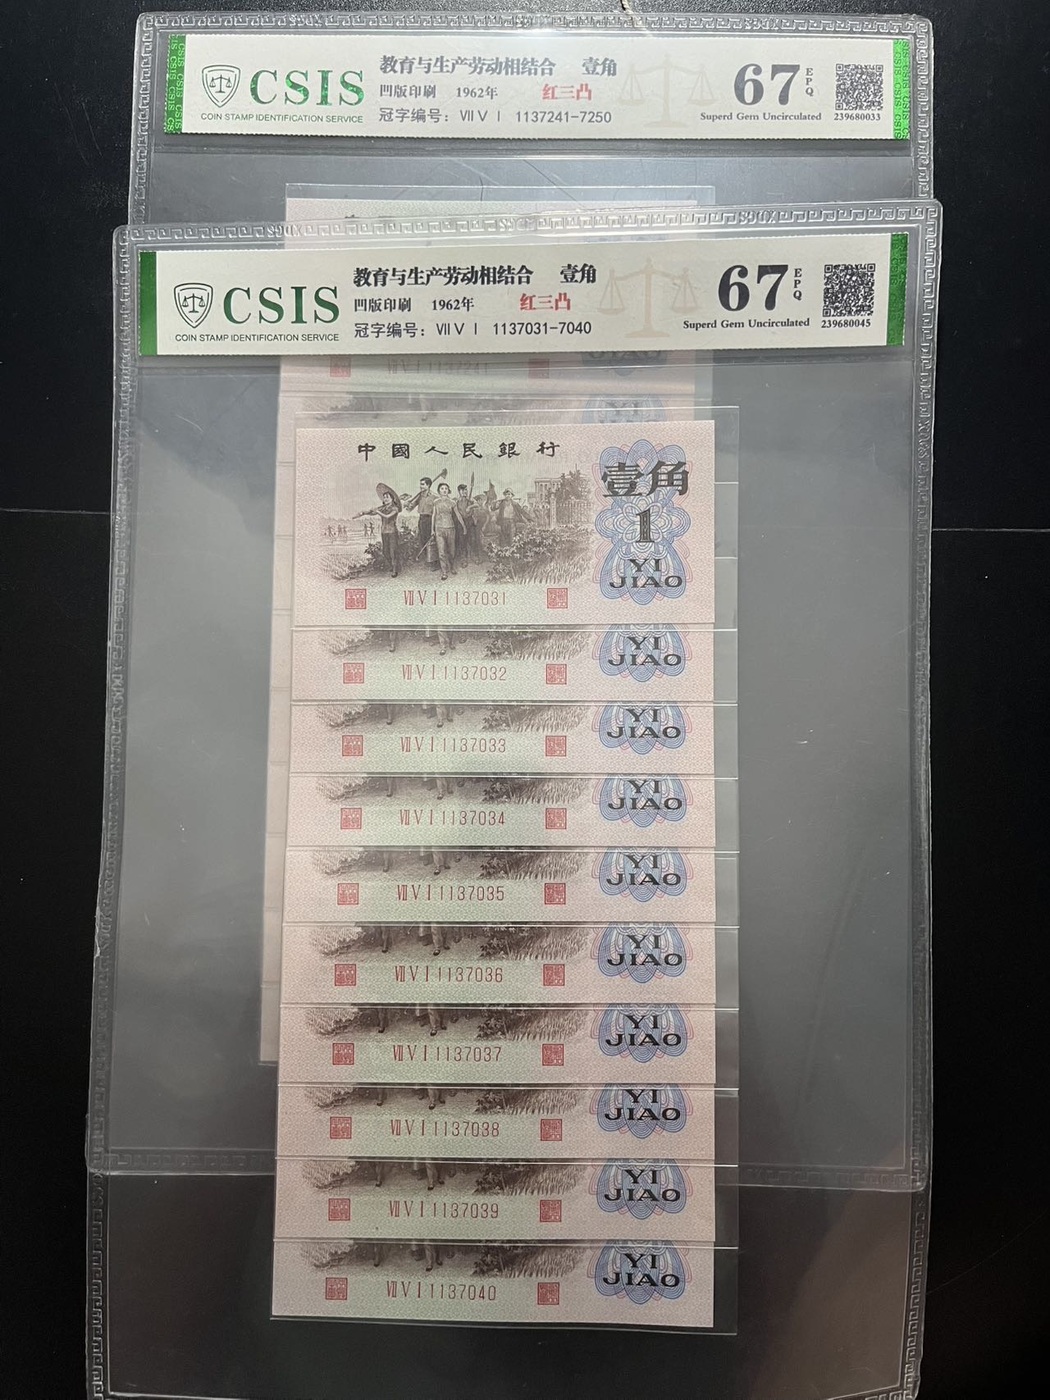 CSIS
COIN STAMP IDENTIFICATION SERVICE
教育与生产劳动相结合 壹角
凹版印刷 1962年 红三凸
冠字编号: Ⅶ Ⅴ Ⅰ 1137241-7250
67 EPQ
Superd Gem Uncirculated
239680033
CSIS
COIN STAMP IDENTIFICATION SERVICE
教育与生产劳动相结合 壹角
凹版印刷 1962年 红三凸
冠字编号: Ⅶ Ⅴ Ⅰ 1137031-7040
67 EPQ
Superd Gem Uncirculated
239680045
Ⅶ Ⅴ Ⅰ 1137241
YI
中國人民銀行
壹角
1
YI
JIAO
Ⅶ Ⅴ Ⅰ 1137031
YI
JIAO
Ⅶ Ⅴ Ⅰ 1137032
YI
JIAO
Ⅶ Ⅴ Ⅰ 1137033
YI
JIAO
Ⅶ Ⅴ Ⅰ 1137034
YI
JIAO
Ⅶ Ⅴ Ⅰ 1137035
YI
JIAO
Ⅶ Ⅴ Ⅰ 1137036
YI
JIAO
Ⅶ Ⅴ Ⅰ 1137037
YI
JIAO
Ⅶ Ⅴ Ⅰ 1137038
YI
JIAO
Ⅶ Ⅴ Ⅰ 1137039
YI
JIAO
Ⅶ Ⅴ Ⅰ 1137040